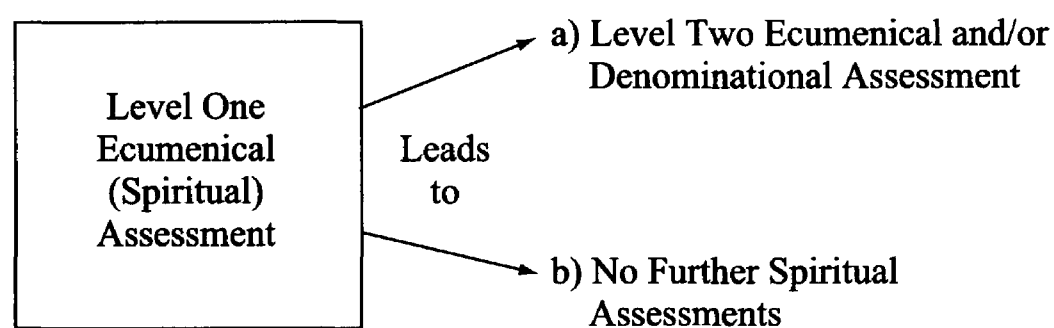 Level One
Ecumenical
(Spiritual)
Assessment
Leads
to
a) Level Two Ecumenical and/or
Denominational Assessment
b) No Further Spiritual
Assessments